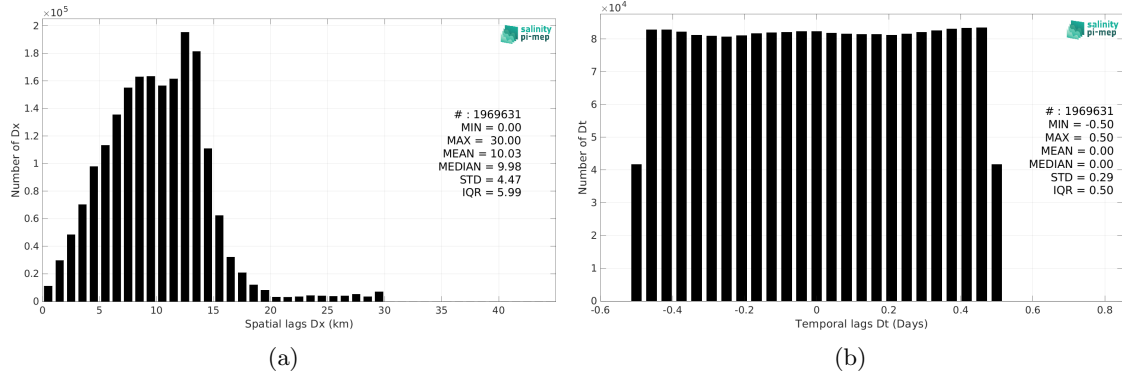 ×10⁵
2
1.8
1.6
1.4
1.2
1
0.8
0.6
0.4
0.2
0
Number of Dx
0 5 10 15 20 25 30 35 40
Spatial lags Dx (km)
salinity
pi-mep
# : 1969631
MIN = 0.00
MAX = 30.00
MEAN = 10.03
MEDIAN = 9.98
STD = 4.47
IQR = 5.99
(a)
×10⁴
8
7
6
5
4
3
2
1
0
Number of Dt
-0.6 -0.4 -0.2 0 0.2 0.4 0.6 0.8
Temporal lags Dt (Days)
salinity
pi-mep
# : 1969631
MIN = -0.50
MAX = 0.50
MEAN = 0.00
MEDIAN = 0.00
STD = 0.29
IQR = 0.50
(b)